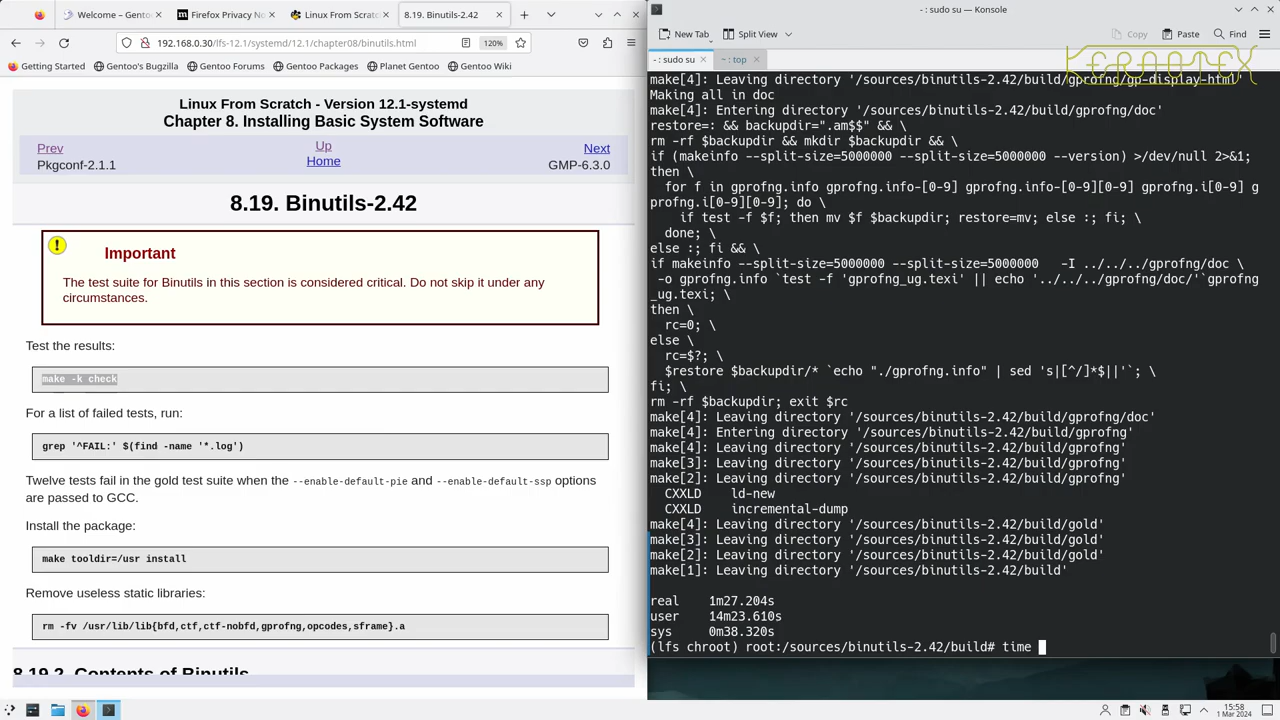 Welcome – Gento
Firefox Privacy No
Linux From Scratc
8.19. Binutils-2.42
192.168.0.30/lfs-12.1/systemd/12.1/chapter08/binutils.html
120%
Getting Started
Gentoo's Bugzilla
Gentoo Forums
Gentoo Packages
Planet Gentoo
Gentoo Wiki
Linux From Scratch - Version 12.1-systemd
Chapter 8. Installing Basic System Software
Prev
Up
Next
Pkgconf-2.1.1
Home
GMP-6.3.0
8.19. Binutils-2.42
Important
The test suite for Binutils in this section is considered critical. Do not skip it under any
circumstances.
Test the results:
make -k check
For a list of failed tests, run:
grep '^FAIL:' $(find -name '*.log')
Twelve tests fail in the gold test suite when the --enable-default-pie and --enable-default-ssp options
are passed to GCC.
Install the package:
make tooldir=/usr install
Remove useless static libraries:
rm -fv /usr/lib/lib{bfd,ctf,ctf-nobfd,gprofng,opcodes,sframe}.a
8.19.2. Contents of Binutils
- : sudo su — Konsole
New Tab
Split View
Copy
Paste
Find
- : sudo su
~ : top
KERNOTEX
make[4]: Leaving directory '/sources/binutils-2.42/build/gprofng/gp-display-html'
Making all in doc
make[4]: Entering directory '/sources/binutils-2.42/build/gprofng/doc'
restore=: && backupdir=".am$$" && \
rm -rf $backupdir && mkdir $backupdir && \
if (makeinfo --split-size=5000000 --split-size=5000000 --version) >/dev/null 2>&1;
then \
for f in gprofng.info gprofng.info-[0-9] gprofng.info-[0-9][0-9] gprofng.i[0-9] g
profng.i[0-9][0-9]; do \
if test -f $f; then mv $f $backupdir; restore=mv; else :; fi; \
done; \
else :; fi && \
if makeinfo --split-size=5000000 --split-size=5000000   -I ../../../gprofng/doc \
-o gprofng.info `test -f 'gprofng_ug.texi' || echo '../../../gprofng/doc/'`gprofng
_ug.texi; \
then \
rc=0; \
else \
rc=$?; \
$restore $backupdir/* `echo "./gprofng.info" | sed 's|[^/]*$||'`; \
fi; \
rm -rf $backupdir; exit $rc
make[4]: Leaving directory '/sources/binutils-2.42/build/gprofng/doc'
make[4]: Entering directory '/sources/binutils-2.42/build/gprofng'
make[4]: Leaving directory '/sources/binutils-2.42/build/gprofng'
make[3]: Leaving directory '/sources/binutils-2.42/build/gprofng'
make[2]: Leaving directory '/sources/binutils-2.42/build/gprofng'
CXXLD    ld-new
CXXLD    incremental-dump
make[4]: Leaving directory '/sources/binutils-2.42/build/gold'
make[3]: Leaving directory '/sources/binutils-2.42/build/gold'
make[2]: Leaving directory '/sources/binutils-2.42/build/gold'
make[1]: Leaving directory '/sources/binutils-2.42/build'
real    1m27.204s
user    14m23.610s
sys     0m38.320s
(lfs chroot) root:/sources/binutils-2.42/build# time
15:58
1 Mar 2024